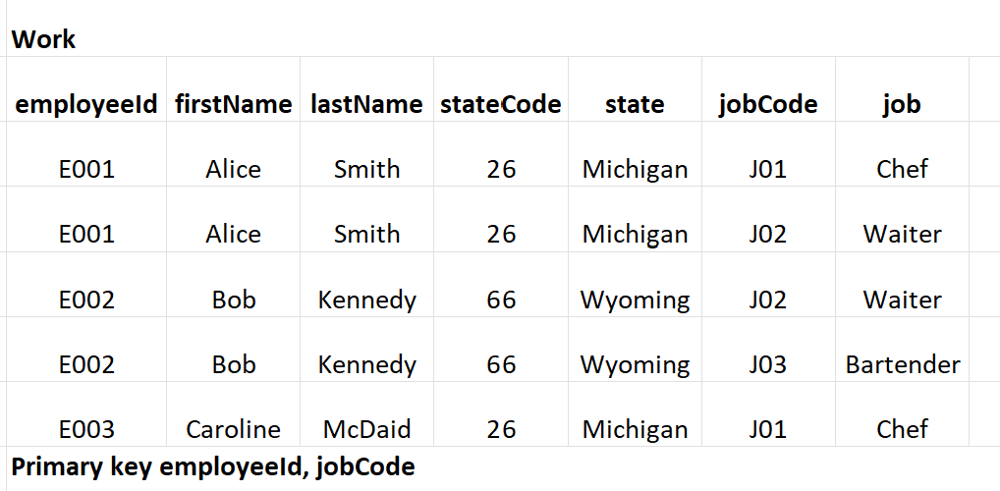 Work
employeeId firstName lastName stateCode state jobCode job
E001 Alice Smith 26 Michigan J01 Chef
E001 Alice Smith 26 Michigan J02 Waiter
E002 Bob Kennedy 66 Wyoming J02 Waiter
E002 Bob Kennedy 66 Wyoming J03 Bartender
E003 Caroline McDaid 26 Michigan J01 Chef
Primary key employeeId, jobCode